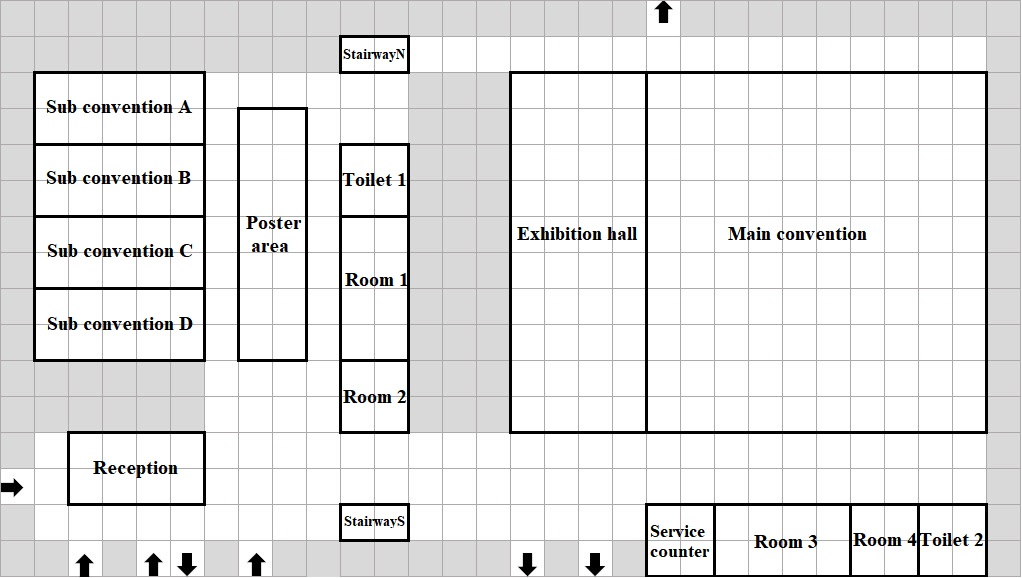 StairwayN
Sub convention A
Sub convention B
Toilet 1
Poster
area
Exhibition hall
Main convention
Sub convention C
Room 1
Sub convention D
Room 2
Reception
StairwayS
Service
counter
Room 3
Room 4
Toilet 2